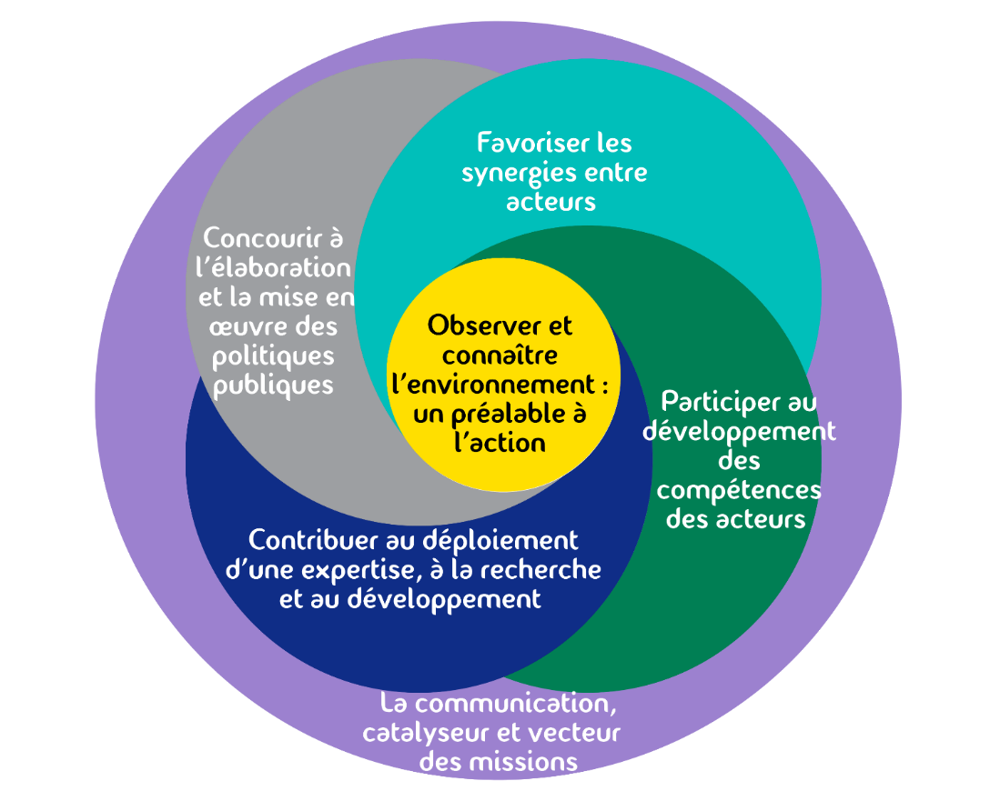 Favoriser les
synergies entre
acteurs
Concourir à
l'élaboration
et la mise en
œuvre des
politiques
publiques
Observer et
connaître
l'environnement :
un préalable à
l'action
Participer au
développement
des
compétences
des acteurs
Contribuer au déploiement
d'une expertise, à la recherche
et au développement
La communication,
catalyseur et vecteur
des missions